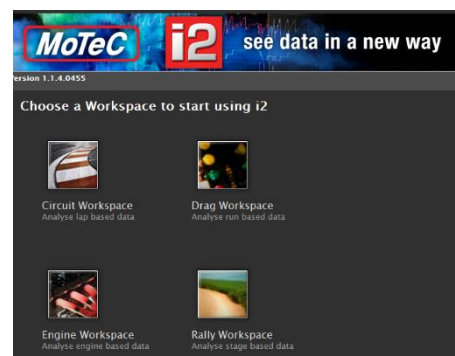 MoTeC i2 see data in a new way
Version 1.1.4.0455
Choose a Workspace to start using i2
Circuit Workspace Drag Workspace
Analyse lap based data Analyse run based data
Engine Workspace Rally Workspace
Analyse engine based data Analyse stage based data